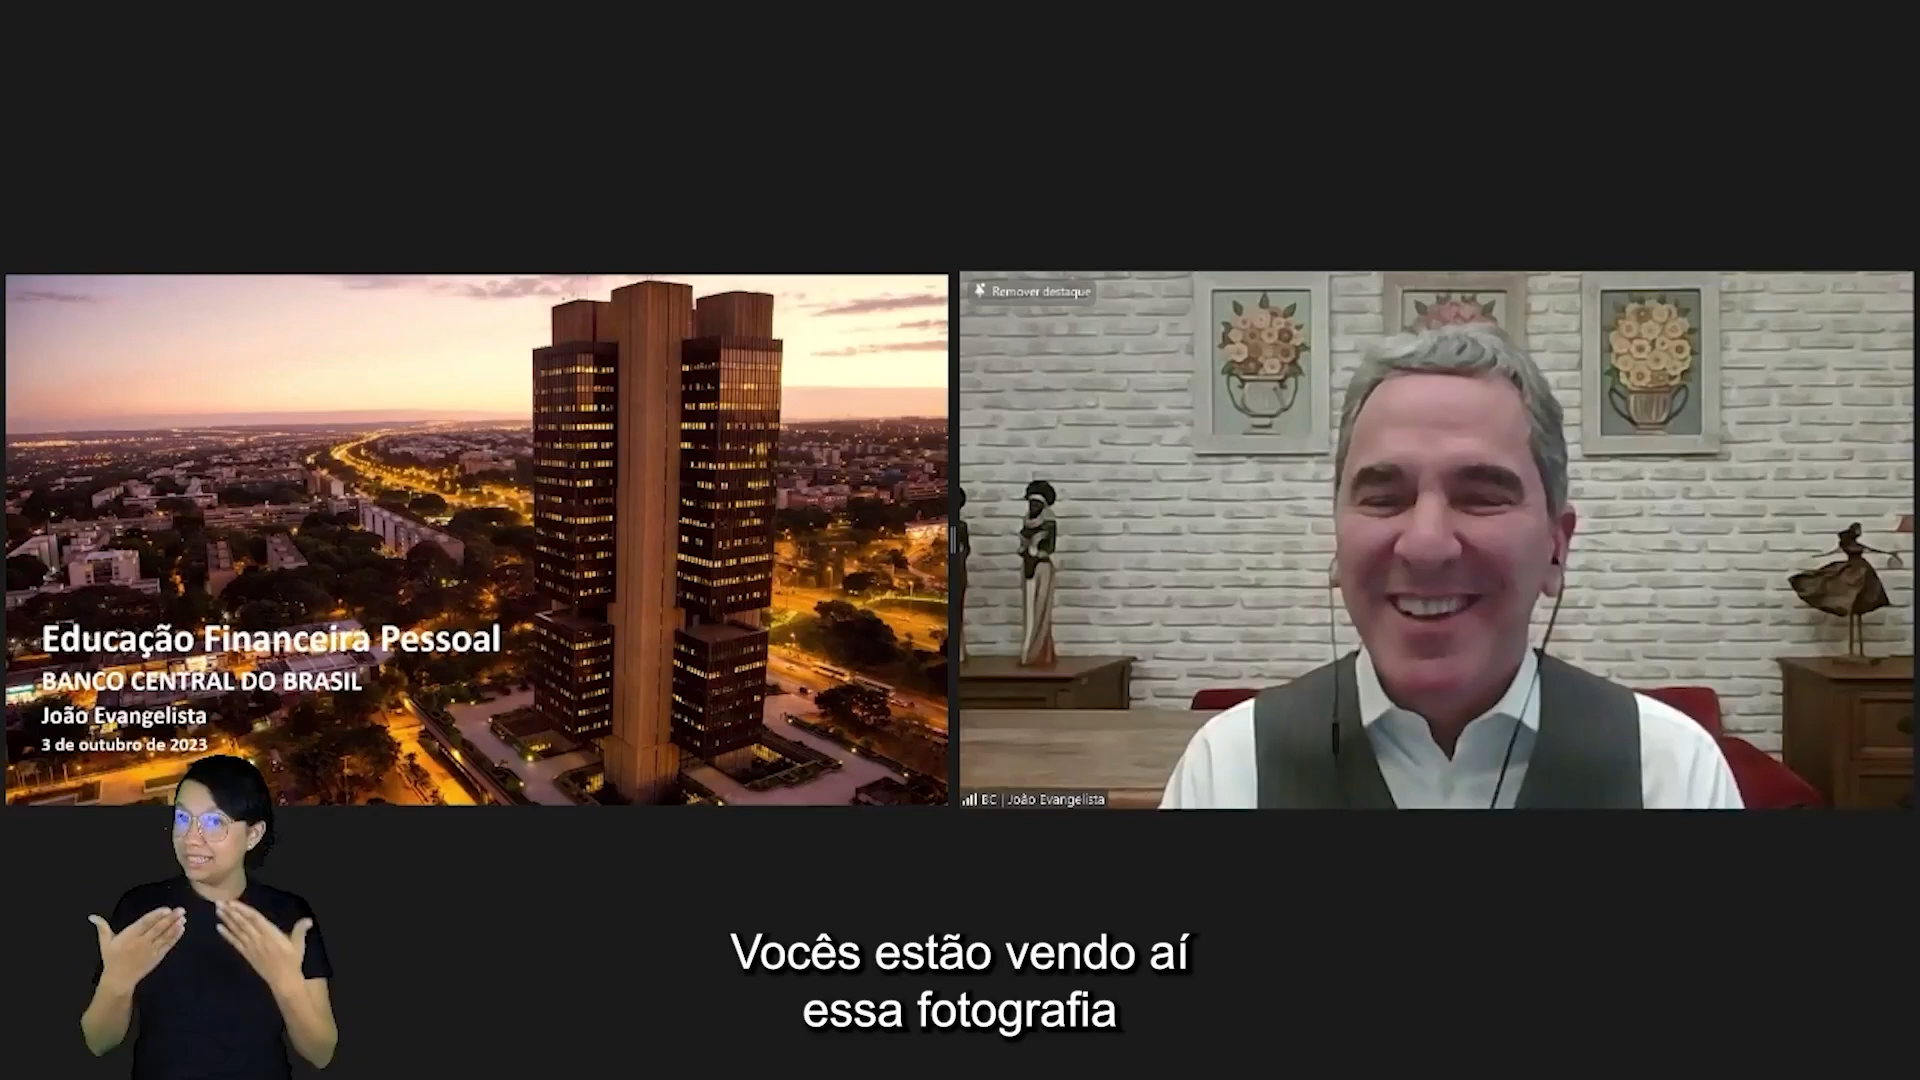 Remover destaque
Educação Financeira Pessoal
BANCO CENTRAL DO BRASIL
João Evangelista
3 de outubro de 2023
BC | João Evangelista
Vocês estão vendo aí
essa fotografia